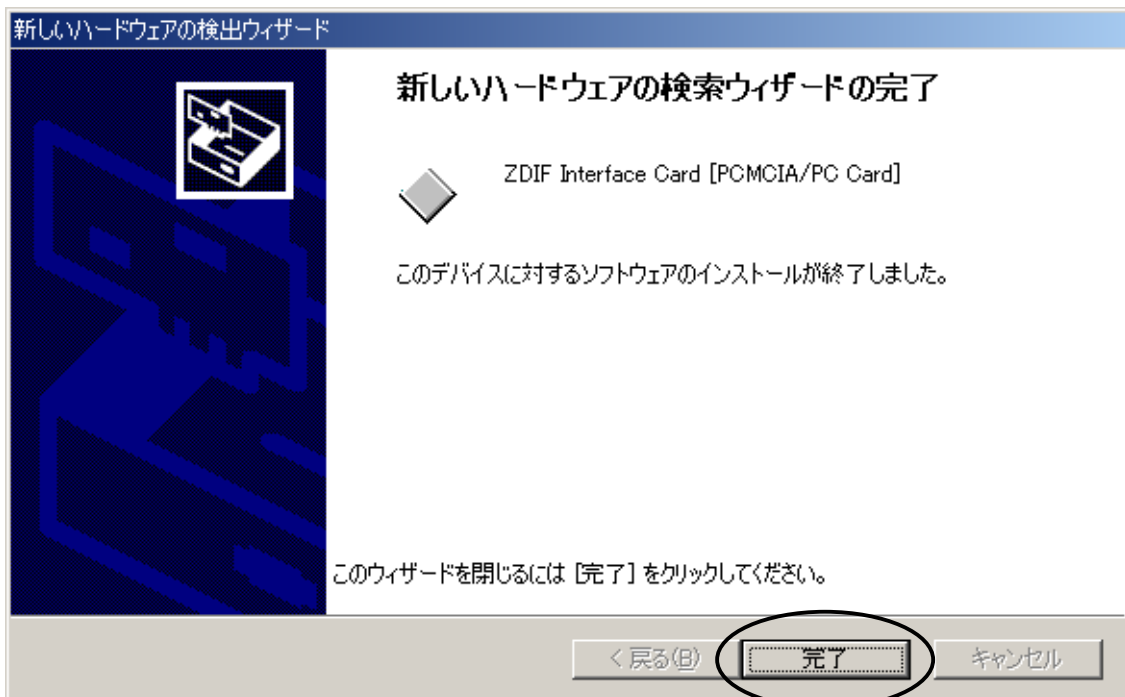 新しいハードウェアの検出ウィザード
新しいハードウェアの検索ウィザードの完了
ZDIF Interface Card [PCMCIA/PC Card]
このデバイスに対するソフトウェアのインストールが終了しました。
このウィザードを閉じるには [完了] をクリックしてください。
< 戻る(B) 完了 キャンセル